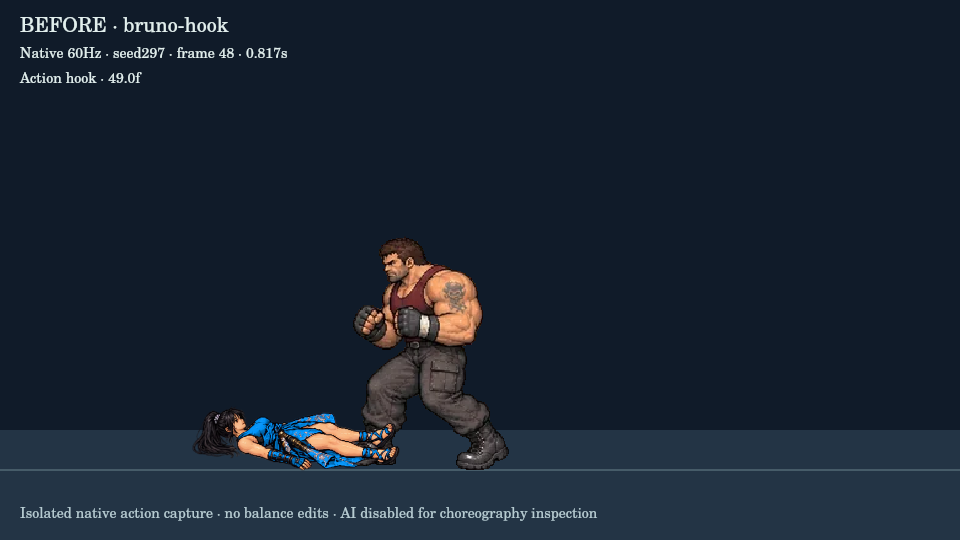 BEFORE · bruno-hook
Native 60Hz · seed297 · frame 48 · 0.817s
Action hook · 49.0f
Isolated native action capture · no balance edits · AI disabled for choreography inspection